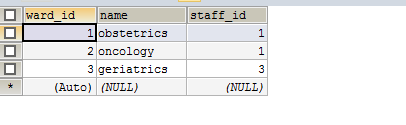 ward_id name staff_id
1 obstetrics 1
2 oncology 1
3 geriatrics 3
* (Auto) (NULL) (NULL)